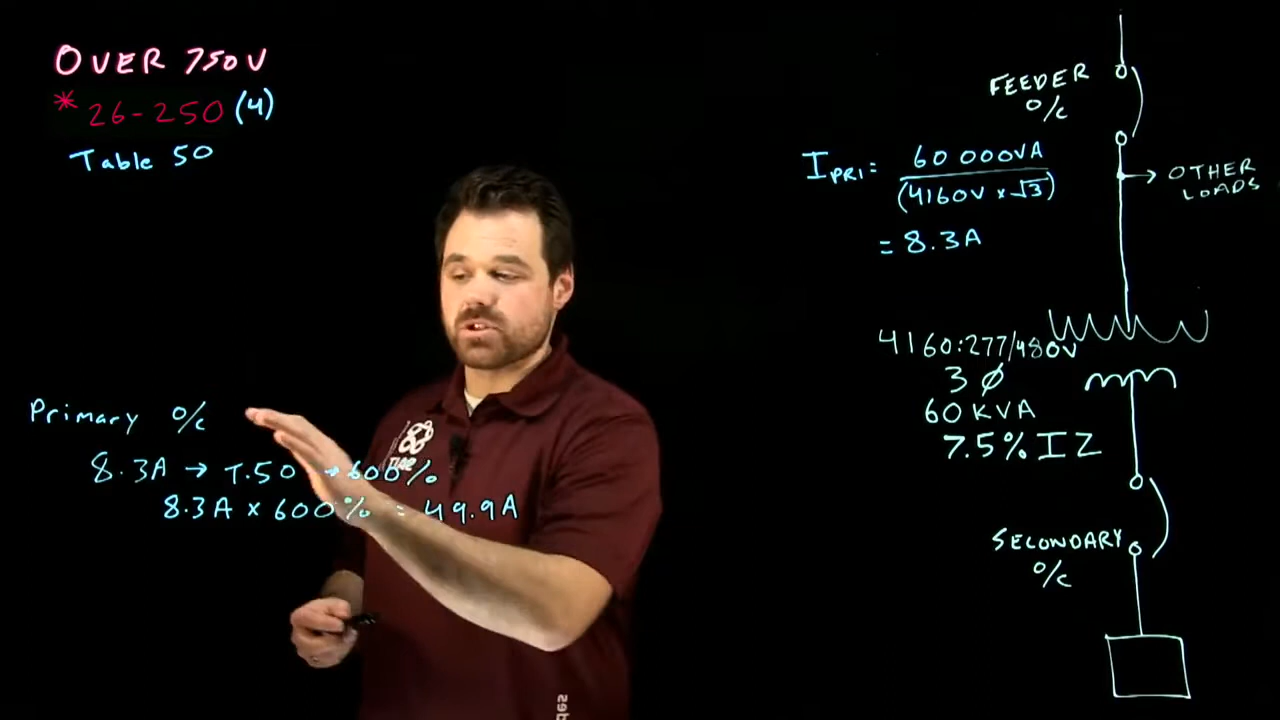 OVER 750V
* 26-250 (4)
Table 50
Primary O/C
8.3A → T.50 → 600%
8.3A × 600% = 49.9A
FEEDER
O/C
I PRI = 60 000VA
(4160V × √3)
= 8.3A
OTHER
LOADS
4160:277/480V
3 Ø
60 KVA
7.5% IZ
SECONDARY
O/C